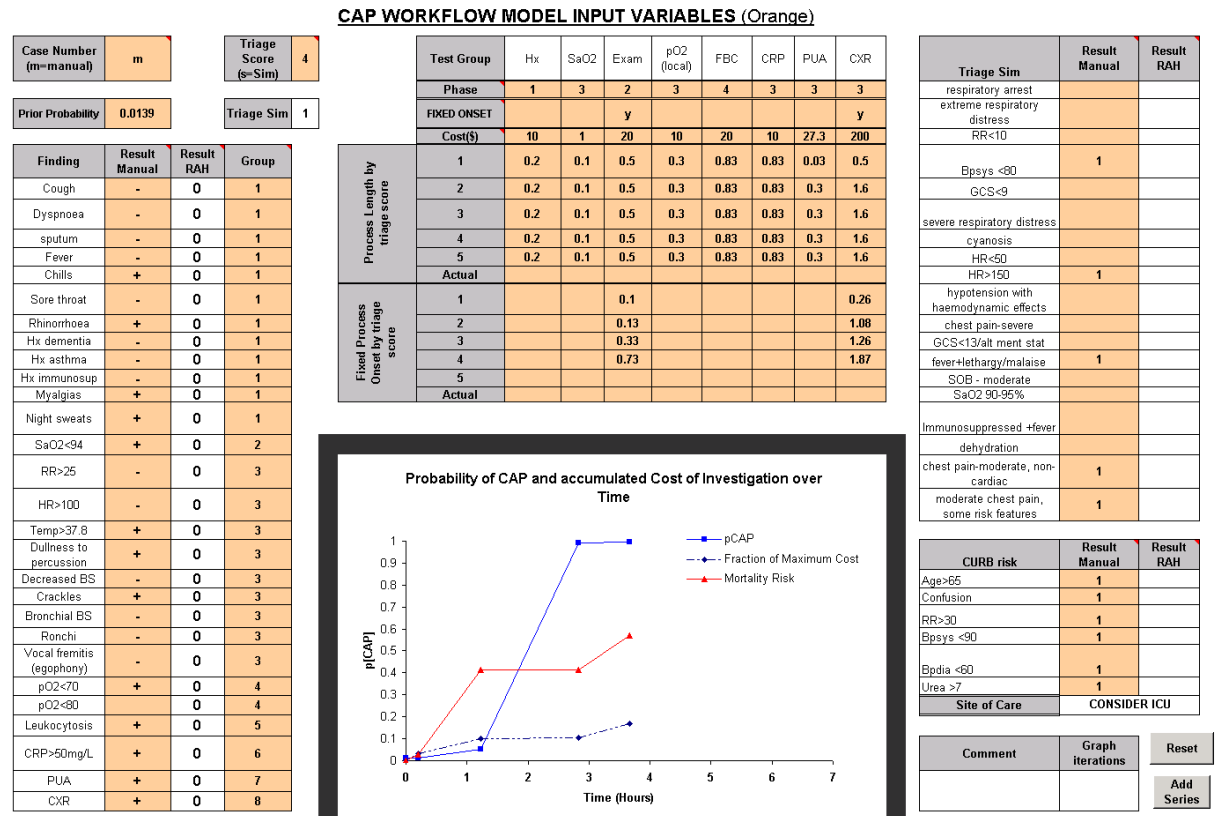 CAP WORKFLOW MODEL INPUT VARIABLES (Orange)
Case Number
(m=manual)
m
Triage
Score
(s=Sim)
4
Prior Probability
0.0139
Triage Sim
1
Finding Result Manual Result RAH Group
Cough - 0 1
Dyspnoea - 0 1
sputum - 0 1
Fever - 0 1
Chills + 0 1
Sore throat - 0 1
Rhinorrhoea + 0 1
Hx dementia - 0 1
Hx asthma - 0 1
Hx immunosup - 0 1
Myalgias + 0 1
Night sweats + 0 1
SaO2<94 + 0 2
RR>25 - 0 3
HR>100 - 0 3
Temp>37.8 + 0 3
Dullness to percussion + 0 3
Decreased BS - 0 3
Crackles + 0 3
Bronchial BS - 0 3
Ronchi - 0 3
Vocal fremitis (egophony) - 0 3
pO2<70 + 0 4
pO2<80 0 4
Leukocytosis + 0 5
CRP>50mg/L + 0 6
PUA + 0 7
CXR + 0 8
Test Group Hx SaO2 Exam pO2 (local) FBC CRP PUA CXR
Phase 1 3 2 3 4 3 3 3
FIXED ONSET y y
Cost($) 10 1 20 10 20 10 27.3 200
Process Length by triage score
1 0.2 0.1 0.5 0.3 0.83 0.83 0.03 0.5
2 0.2 0.1 0.5 0.3 0.83 0.83 0.3 1.6
3 0.2 0.1 0.5 0.3 0.83 0.83 0.3 1.6
4 0.2 0.1 0.5 0.3 0.83 0.83 0.3 1.6
5 0.2 0.1 0.5 0.3 0.83 0.83 0.3 1.6
Actual
Fixed Process Onset by triage score
1 0.1 0.26
2 0.13 1.08
3 0.33 1.26
4 0.73 1.87
5
Actual
Probability of CAP and accumulated Cost of Investigation over
Time
pCAP
Fraction of Maximum Cost
Mortality Risk
p[CAP]
1
0.9
0.8
0.7
0.6
0.5
0.4
0.3
0.2
0.1
0
0 1 2 3 4 5 6 7
Time (Hours)
Triage Sim Result Manual Result RAH
respiratory arrest
extreme respiratory distress
RR<10
Bpsys <80 1
GCS<9
severe respiratory distress
cyanosis
HR<50
HR>150 1
hypotension with haemodynamic effects
chest pain-severe
GCS<13/alt ment stat
fever+lethargy/malaise 1
SOB - moderate
SaO2 90-95%
Immunosuppressed +fever
dehydration
chest pain-moderate, non-cardiac 1
moderate chest pain, some risk features 1
CURB risk Result Manual Result RAH
Age>65 1
Confusion 1
RR>30 1
Bpsys <90 1
Bpdia <60 1
Urea >7 1
Site of Care CONSIDER ICU
Comment Graph iterations
Reset
Add
Series